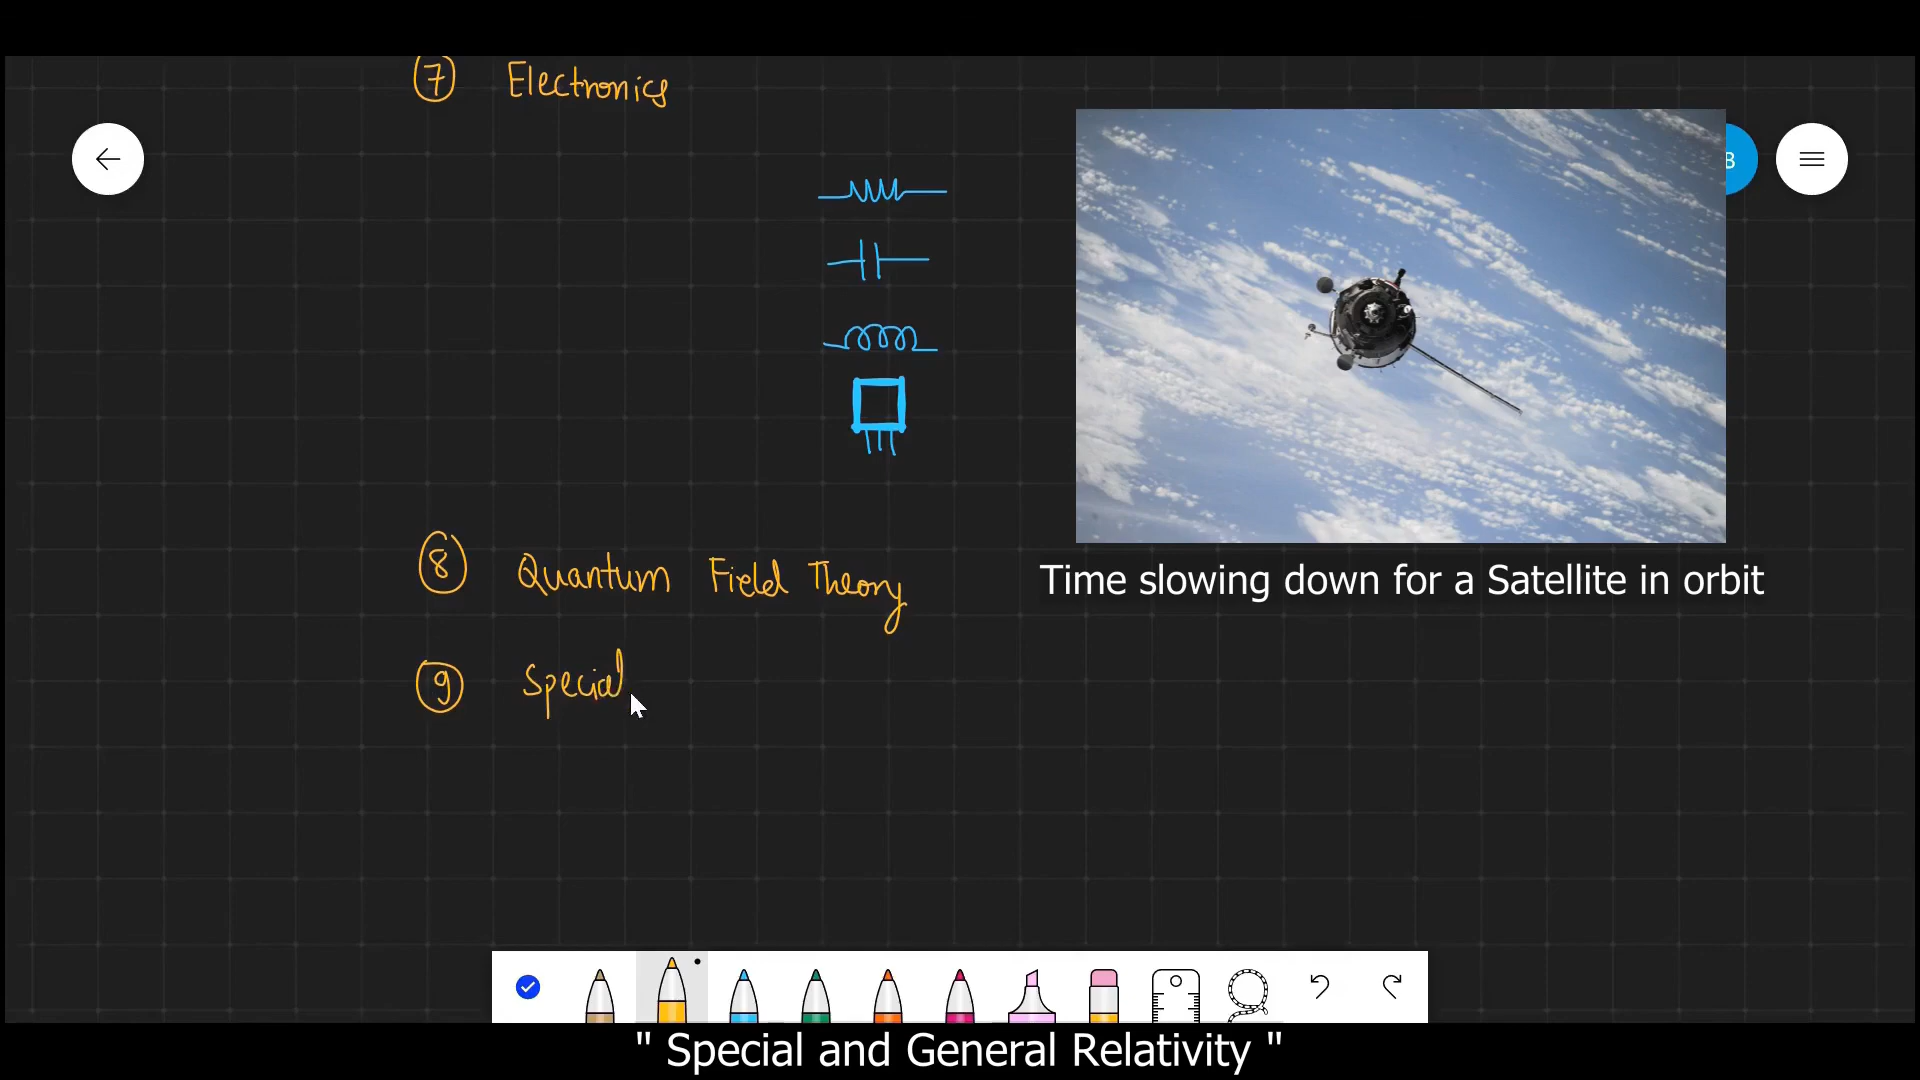 7 Electronics
B
8 Quantum Field Theory
Time slowing down for a Satellite in orbit
9 Special
" Special and General Relativity "